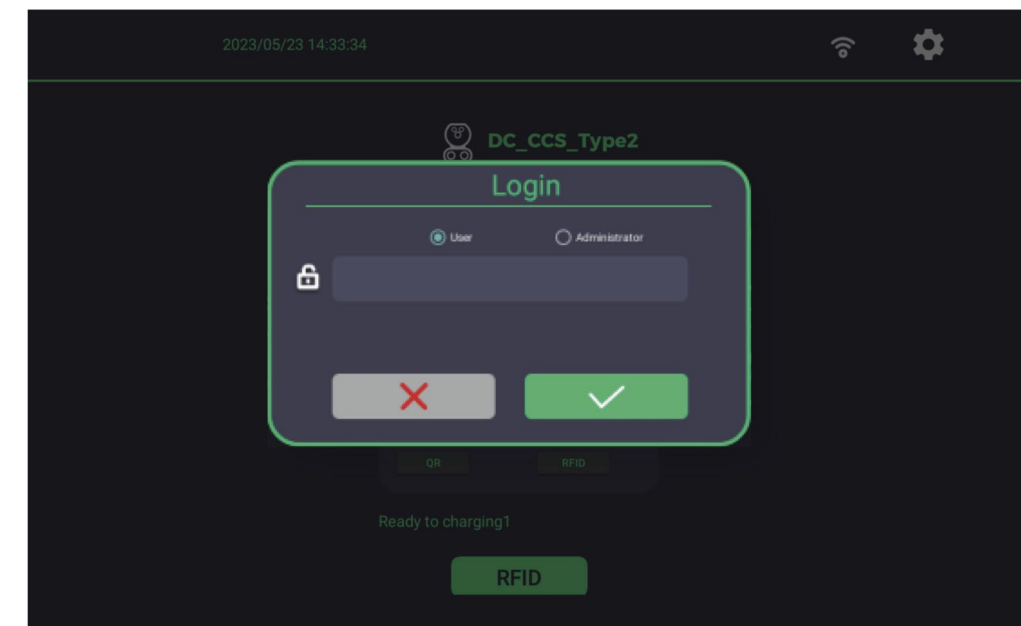 2023/05/23 14:33:34
DC_CCS_Type2
Login
User Administrator
QR RFID
Ready to charging1
RFID